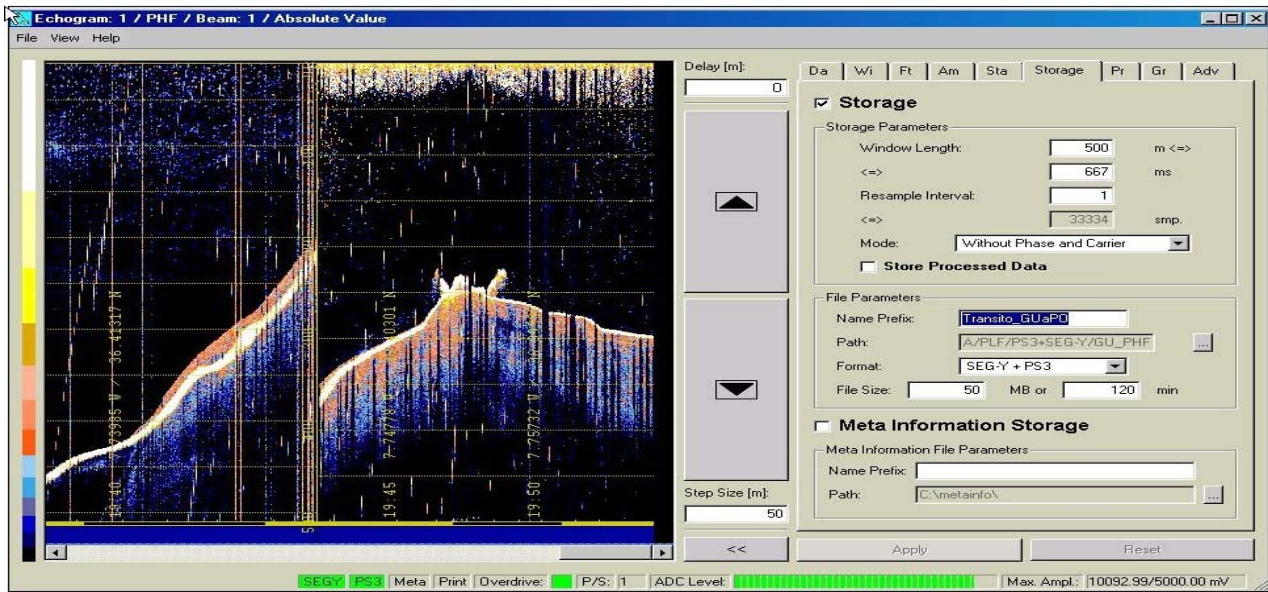 Echogram: 1 / PHF / Beam: 1 / Absolute Value
File View Help
Delay [m]:
0
Step Size [m]:
50
<<
19:40
19:45
19:50
Da Wi Ft Am Sta Storage Pr Gr Adv
Storage
Storage Parameters
Window Length: 500 m <=>
<=> 667 ms
Resample Interval: 1
<=> 33334 smp.
Mode: Without Phase and Carrier
Store Processed Data
File Parameters
Name Prefix: Transito_GUaPO
Path: A/PLF/PS3+SEG-Y/GU_PHF ...
Format: SEG-Y + PS3
File Size: 50 MB or 120 min
Meta Information Storage
Meta Information File Parameters
Name Prefix:
Path: C:\metainfo\ ...
Apply Reset
SEGY PS3 Meta Print Overdrive: P/S: 1 ADC Level: Max. Ampl.: 10092.99/5000.00 mV